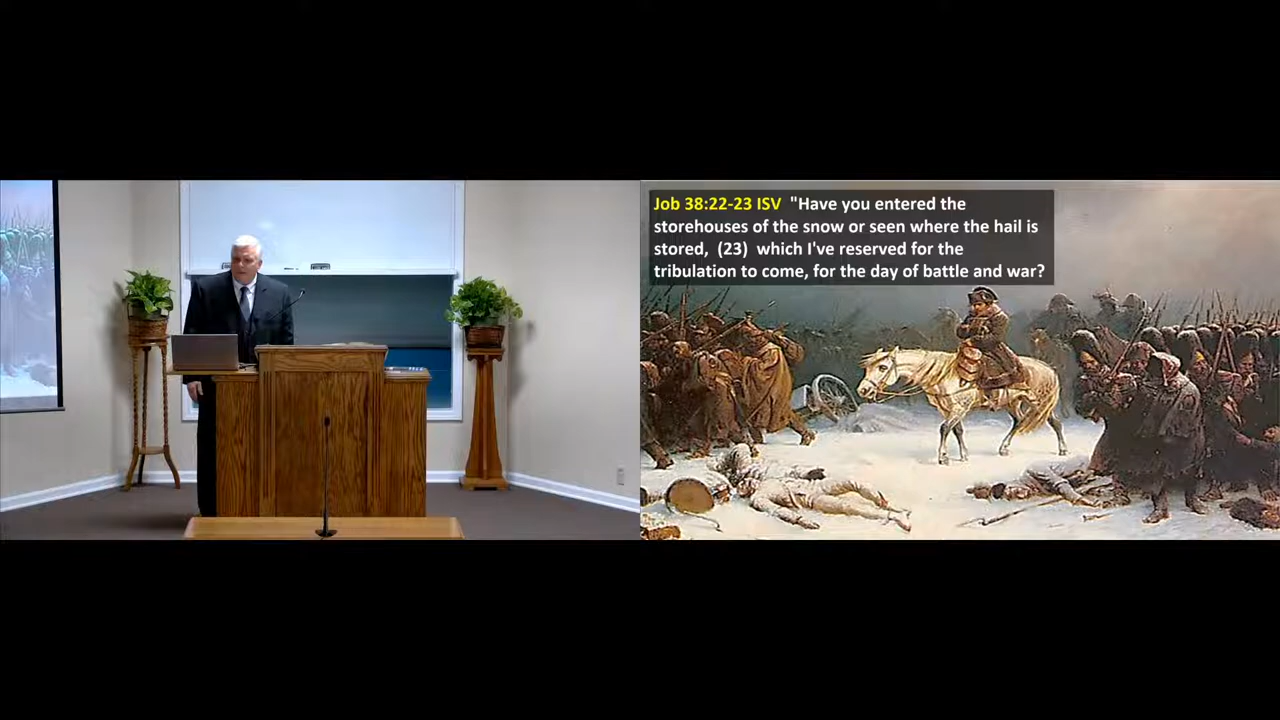 Job 38:22-23 ISV "Have you entered the
storehouses of the snow or seen where the hail is
stored, (23) which I've reserved for the
tribulation to come, for the day of battle and war?